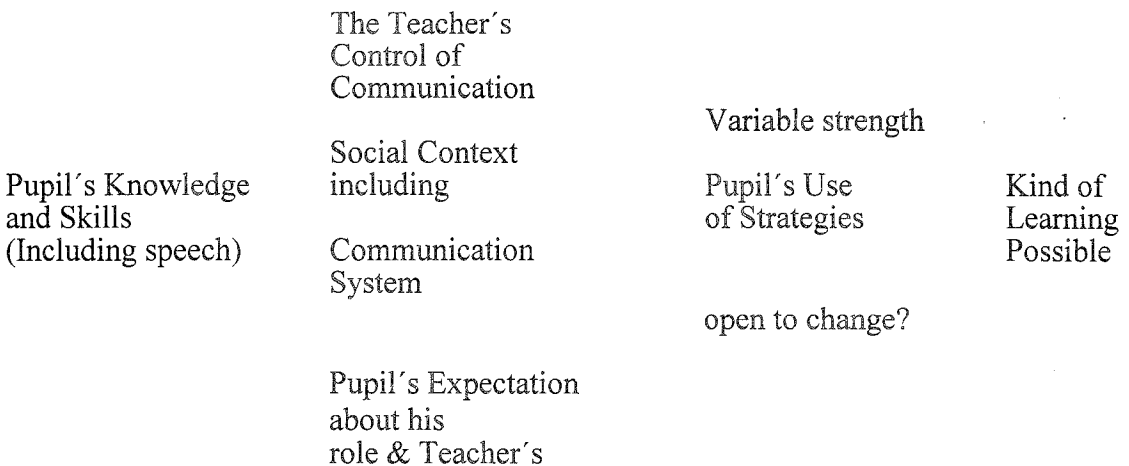 The Teacher´s
Control of
Communication
Variable strength
Social Context
including
Pupil´s Knowledge
and Skills
(Including speech)
Pupil´s Use
of Strategies
Kind of
Learning
Possible
Communication
System
open to change?
Pupil´s Expectation
about his
role & Teacher´s